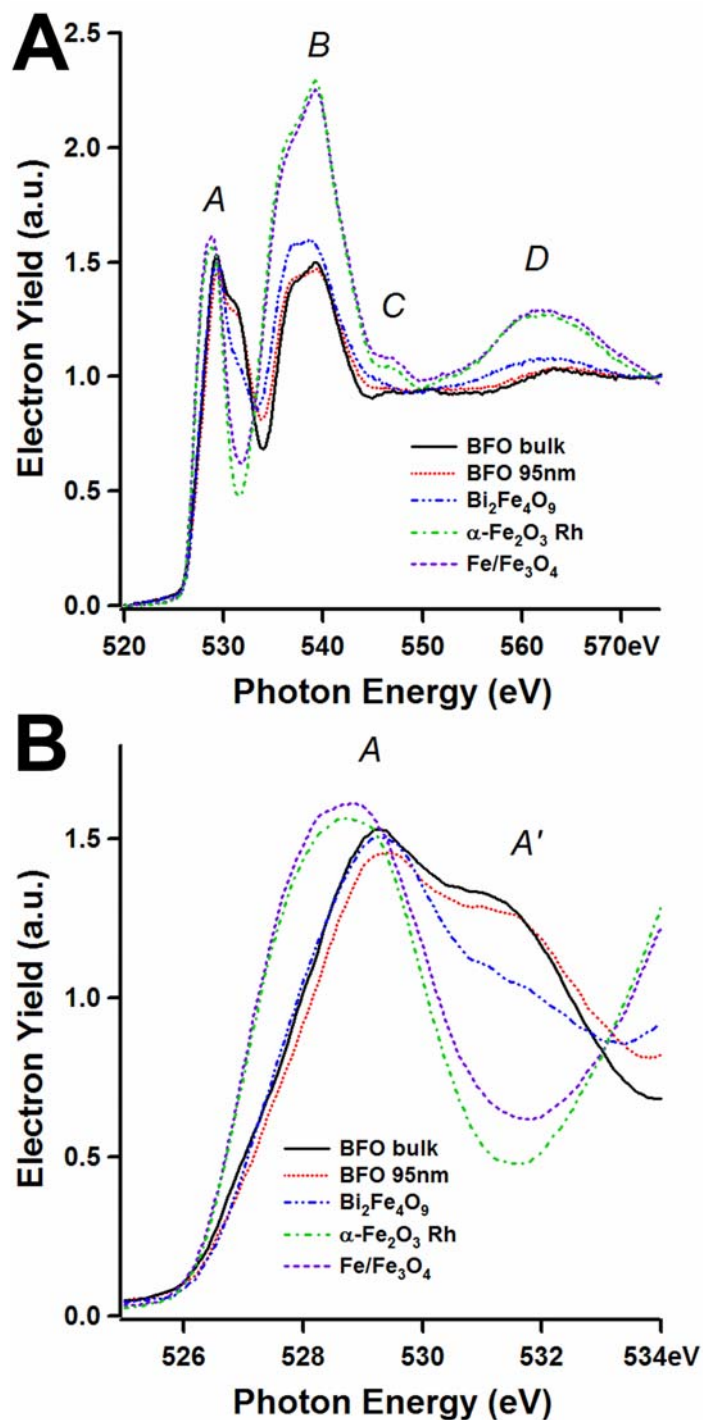 A
2.5
2.0
1.5
1.0
0.5
0.0
Electron Yield (a.u.)
A
B
C
D
BFO bulk
BFO 95nm
Bi₂Fe₄O₉
α-Fe₂O₃ Rh
Fe/Fe₃O₄
520 530 540 550 560 570eV
Photon Energy (eV)
B
1.5
1.0
0.5
0.0
Electron Yield (a.u.)
A
A'
BFO bulk
BFO 95nm
Bi₂Fe₄O₉
α-Fe₂O₃ Rh
Fe/Fe₃O₄
526 528 530 532 534eV
Photon Energy (eV)